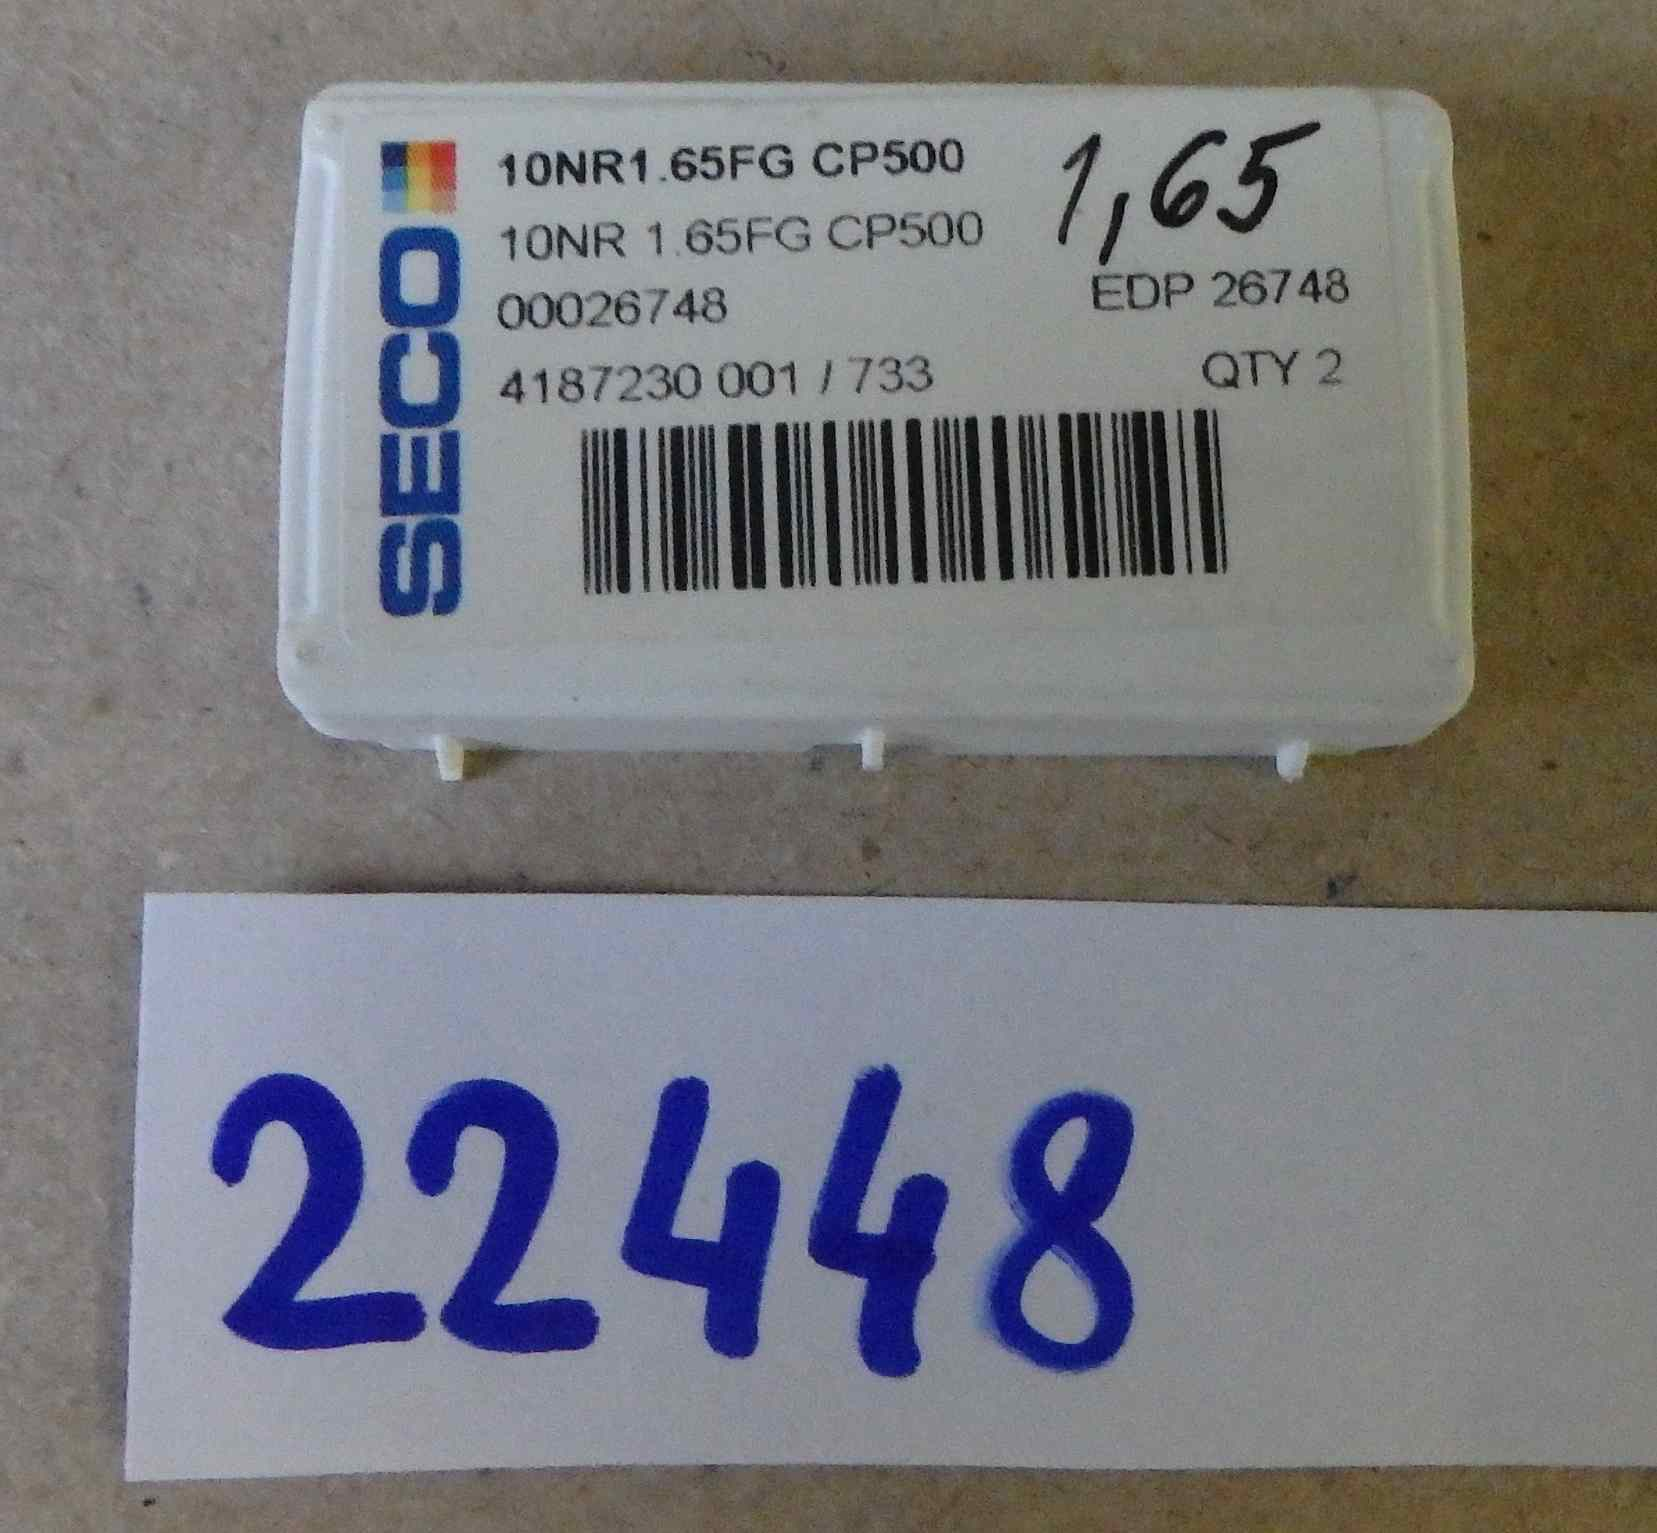 SECO
10NR1.65FG CP500
1,65
10NR 1.65FG CP500
00026748 EDP 26748
4187230 001 / 733 QTY 2
22448